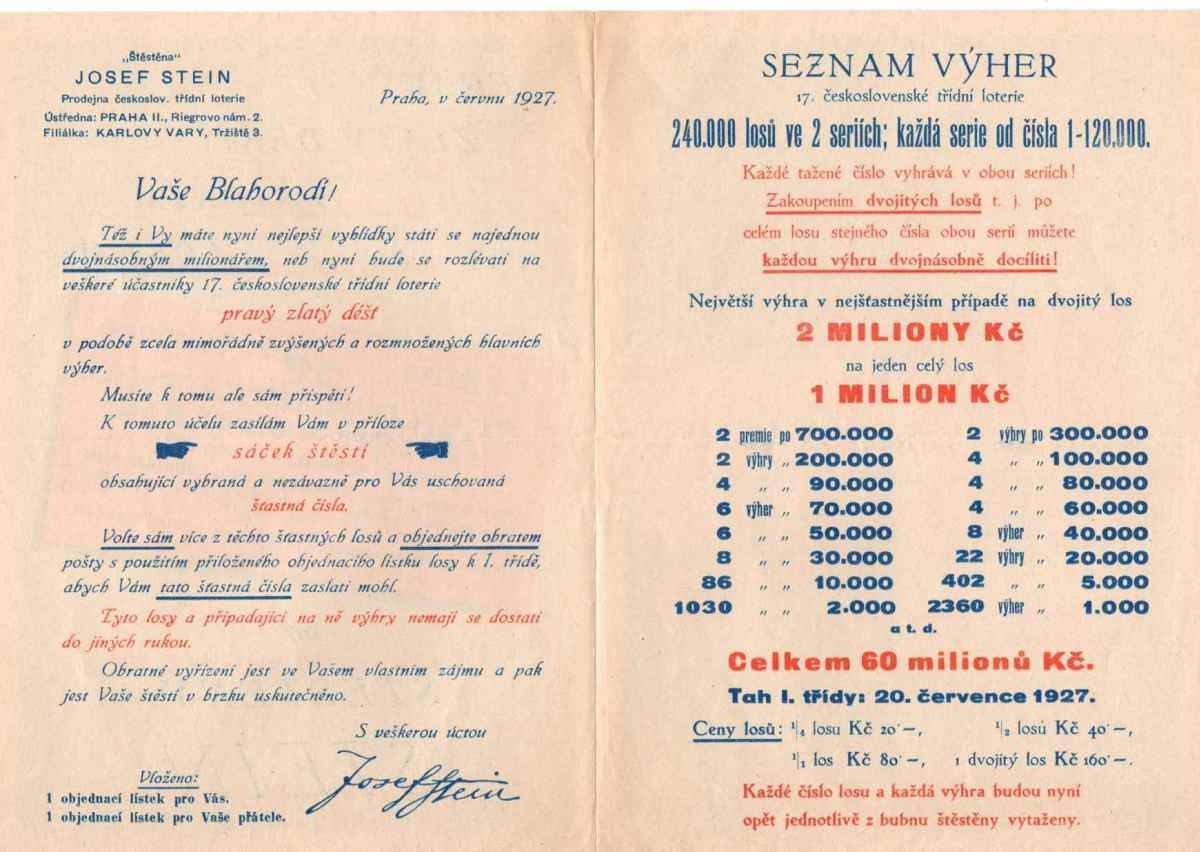 „Štěstěna“
JOSEF STEIN
Prodejna českoslov. třídní loterie
Ústředna: PRAHA II., Riegrovo nám. 2.
Filiálka: KARLOVY VARY, Tržiště 3.
Praha, v červnu 1927.
Vaše Blahorodí!
Též i Vy máte nyní nejlepší vyhlídky státi se najednou
dvojnásobným milionářem, neb nyní bude se rozlévati na
veškeré účastníky 17. československé třídní loterie
pravý zlatý déšť
v podobě zcela mimořádně zvýšených a rozmnožených hlavních
výher.
Musíte k tomu ale sám přispěti!
K tomuto účelu zasílám Vám v příloze
sáček štěstí
obsahující vybraná a nezávazně pro Vás uschovaná
šťastná čísla.
Volte sám více z těchto šťastných losů a objednejte obratem
pošty s použitím přiloženého objednacího lístku losy k I. třídě,
abych Vám tato šťastná čísla zaslati mohl.
Tyto losy a připadající na ně výhry nemají se dostati
do jiných rukou.
Obratné vyřízení jest ve Vašem vlastním zájmu a pak
jest Vaše štěstí v brzku uskutečněno.
S veškerou úctou
Josef Stein
Vloženo:
1 objednací lístek pro Vás.
1 objednací lístek pro Vaše přátele.
SEZNAM VÝHER
17. československé třídní loterie
240.000 losů ve 2 seriích; každá serie od čísla 1-120.000.
Každé tažené číslo vyhrává v obou seriích!
Zakoupením dvojitých losů t. j. po
celém losu stejného čísla obou serií můžete
každou výhru dvojnásobně docíliti!
Největší výhra v nejšťastnějším případě na dvojitý los
2 MILIONY Kč
na jeden celý los
1 MILION Kč
2 premie po 700.000 2 výhry po 300.000
2 výhry „ 200.000 4 „ „ 100.000
4 „ „ 90.000 4 „ „ 80.000
6 výher „ 70.000 4 „ „ 60.000
6 „ „ 50.000 8 výher „ 40.000
8 „ „ 30.000 22 výhry „ 20.000
86 „ „ 10.000 402 „ „ 5.000
1030 „ „ 2.000 2360 výher „ 1.000
a t. d.
Celkem 60 milionů Kč.
Tah I. třídy: 20. července 1927.
Ceny losů: 1/4 losu Kč 20·—, 1/2 losů Kč 40·—,
1/1 los Kč 80·—, 1 dvojitý los Kč 160·—.
Každé číslo losu a každá výhra budou nyní
opět jednotlivě z bubnu štěstěny vytaženy.